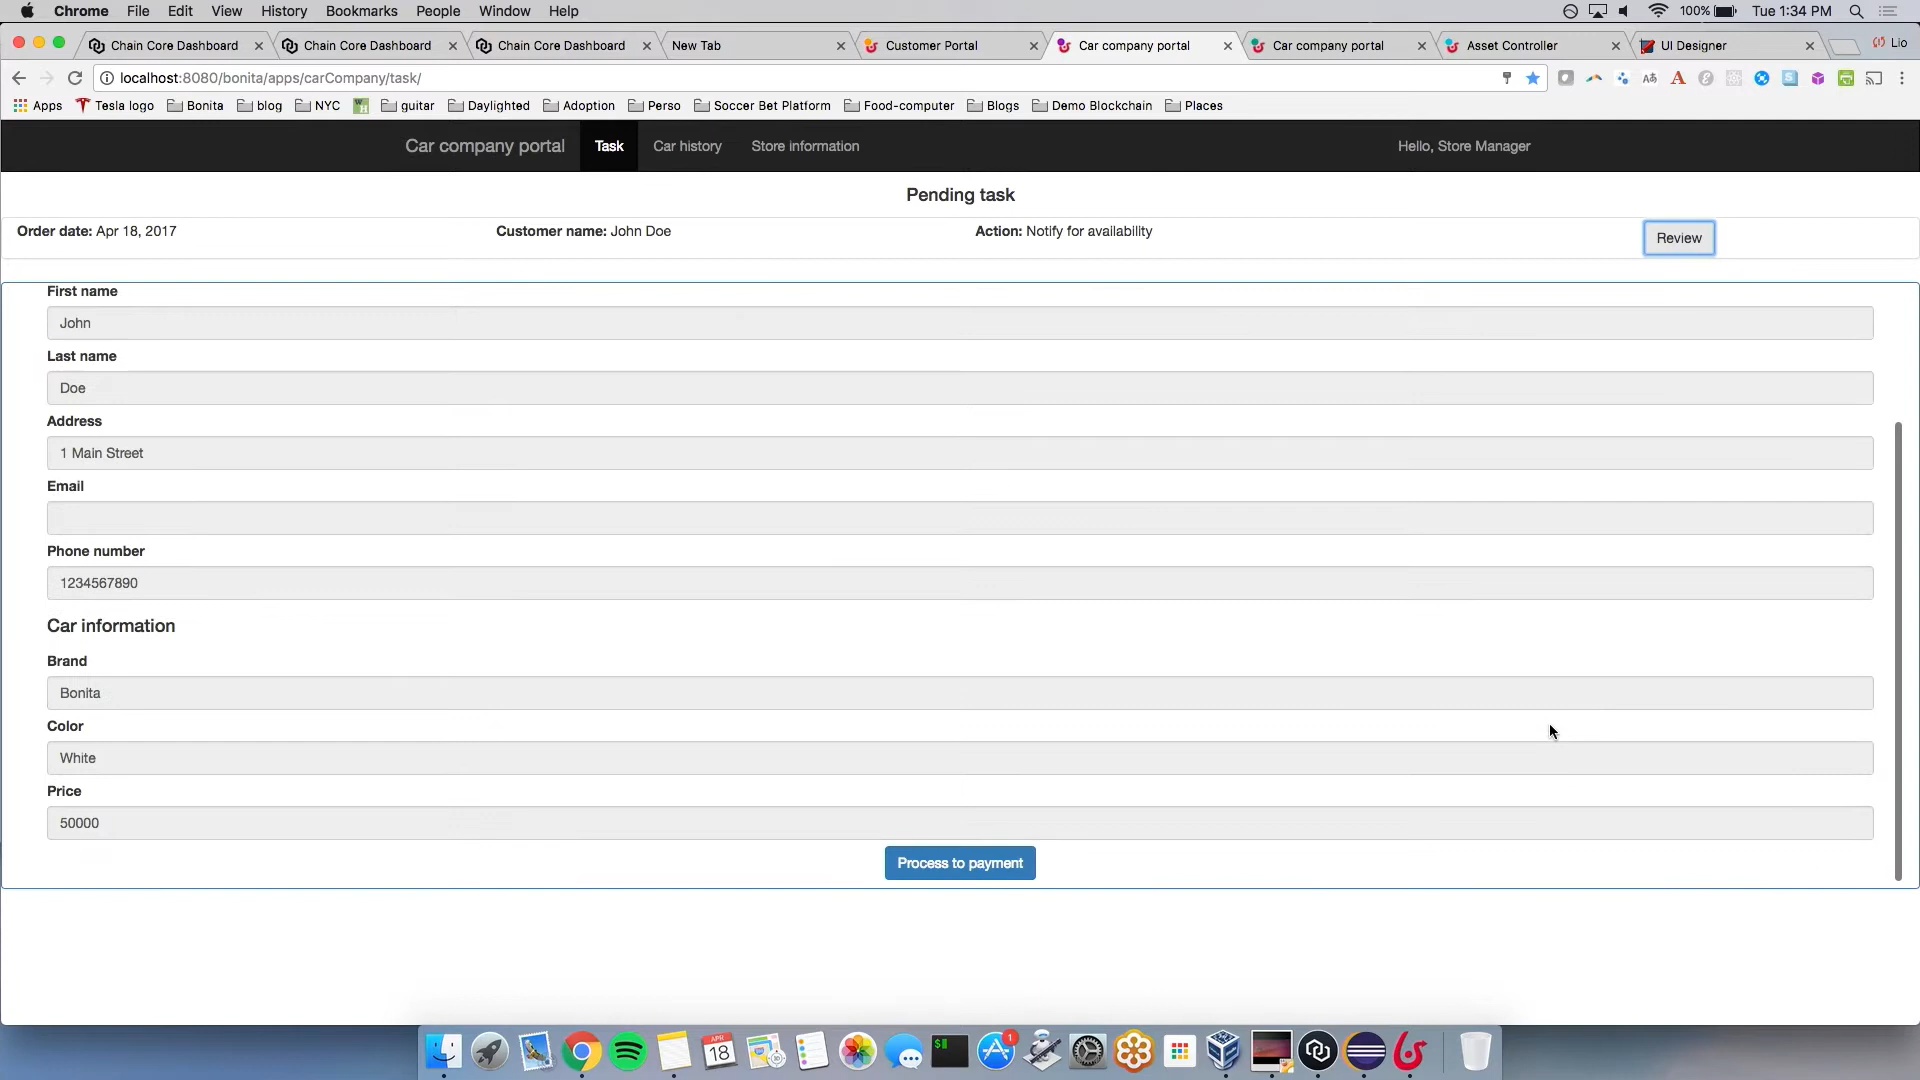 Chrome File Edit View History Bookmarks People Window Help 100% Tue 1:34 PM
Chain Core Dashboard Chain Core Dashboard Chain Core Dashboard New Tab Customer Portal Car company portal Car company portal Asset Controller UI Designer Lio
localhost:8080/bonita/apps/carCompany/task/
Apps Tesla logo Bonita blog NYC guitar Daylighted Adoption Perso Soccer Bet Platform Food-computer Blogs Demo Blockchain Places
Car company portal Task Car history Store information Hello, Store Manager
Pending task
Order date: Apr 18, 2017 Customer name: John Doe Action: Notify for availability Review
First name
John
Last name
Doe
Address
1 Main Street
Email
Phone number
1234567890
Car information
Brand
Bonita
Color
White
Price
50000
Process to payment
APR
18
1